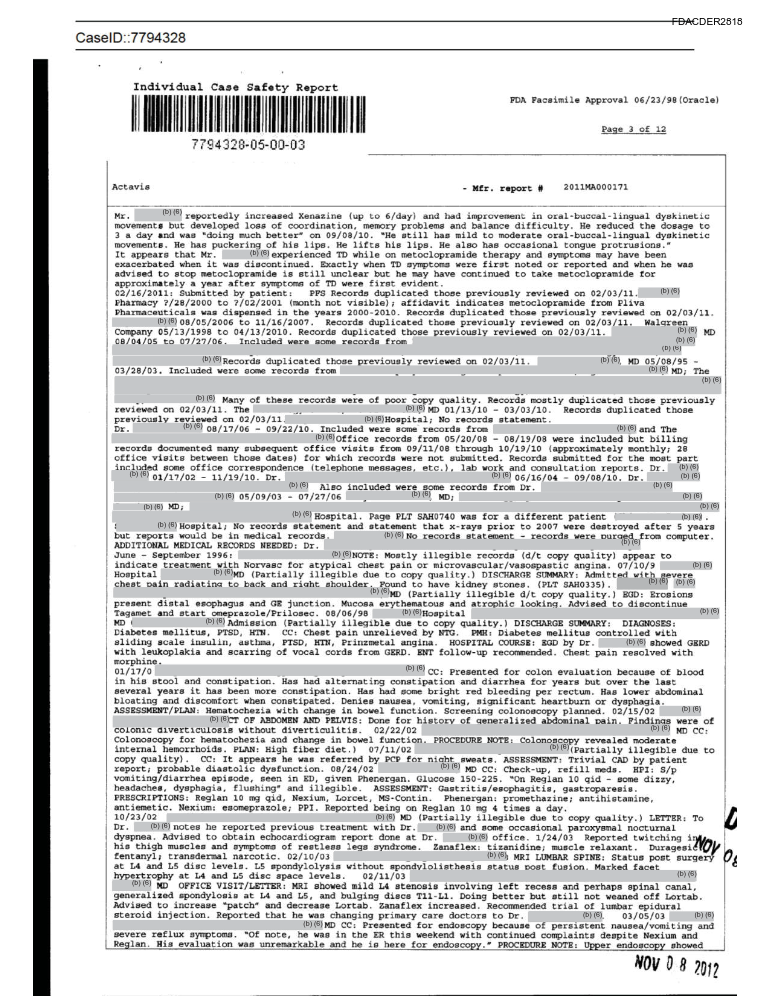 FDACDER2818
CaseID::7794328
Individual Case Safety Report
7794328-05-00-03
FDA Facsimile Approval 06/23/98(Oracle)
Page 3 of 12
Actavis - Mfr. report # 2011MA000171
Mr. (b) (6) reportedly increased Xenazine (up to 6/day) and had improvement in oral-buccal-lingual dyskinetic
movements but developed loss of coordination, memory problems and balance difficulty. He reduced the dosage to
3 a day and was "doing much better" on 09/08/10. "He still has mild to moderate oral-buccal-lingual dyskinetic
movements. He has puckering of his lips. He lifts his lips. He also has occasional tongue protrusions."
It appears that Mr. (b) (6) experienced TD while on metoclopramide therapy and symptoms may have been
exacerbated when it was discontinued. Exactly when TD symptoms were first noted or reported and when he was
advised to stop metoclopramide is still unclear but he may have continued to take metoclopramide for
approximately a year after symptoms of TD were first evident.
02/16/2011: Submitted by patient: PFS Records duplicated those previously reviewed on 02/03/11. (b) (6)
Pharmacy ?/28/2000 to ?/02/2001 (month not visible); affidavit indicates metoclopramide from Pliva
Pharmaceuticals was dispensed in the years 2000-2010. Records duplicated those previously reviewed on 02/03/11.
(b) (6) 08/05/2006 to 11/16/2007. Records duplicated those previously reviewed on 02/03/11. Walgreen
Company 05/13/1998 to 04/13/2010. Records duplicated those previously reviewed on 02/03/11. (b) (6) MD
08/04/05 to 07/27/06. Included were some records from (b) (6)
(b) (6)
(b) (6) Records duplicated those previously reviewed on 02/03/11. (b) (6), MD 05/08/95 -
03/28/03. Included were some records from (b) (6) MD; The
(b) (6)
(b) (6) Many of these records were of poor copy quality. Records mostly duplicated those previously
reviewed on 02/03/11. The (b) (6) MD 01/13/10 - 03/03/10. Records duplicated those
previously reviewed on 02/03/11. (b) (6) Hospital; No records statement.
Dr. (b) (6) 08/17/06 - 09/22/10. Included were some records from (b) (6) and The
(b) (6) Office records from 05/20/08 - 08/19/08 were included but billing
records documented many subsequent office visits from 09/11/08 through 10/19/10 (approximately monthly; 28
office visits between those dates) for which records were not submitted. Records submitted for the most part
included some office correspondence (telephone messages, etc.), lab work and consultation reports. Dr. (b) (6)
(b) (6) 01/17/02 - 11/19/10. Dr. (b) (6) 06/16/04 - 09/08/10. Dr.
(b) (6) Also included were some records from Dr. (b) (6)
(b) (6) 05/09/03 - 07/27/06 (b) (6) MD; (b) (6)
(b) (6) MD;
(b) (6) Hospital. Page PLT SAH0740 was for a different patient (b) (6).
(b) (6) Hospital; No records statement and statement that x-rays prior to 2007 were destroyed after 5 years
but reports would be in medical records. (b) (6) No records statement - records were purged from computer.
ADDITIONAL MEDICAL RECORDS NEEDED: Dr. (b) (6)
June - September 1996: (b) (6) NOTE: Mostly illegible records (d/t copy quality) appear to
indicate treatment with Norvasc for atypical chest pain or microvascular/vasospastic angina. 07/10/9 (b) (6)
Hospital (b) (6) MD (Partially illegible due to copy quality.) DISCHARGE SUMMARY: Admitted with severe
chest pain radiating to back and right shoulder. Found to have kidney stones. (PLT SAH0335). (b) (6) (b) (6)
(b) (6) MD (Partially illegible d/t copy quality.) EGD: Erosions
present distal esophagus and GE junction. Mucosa erythematous and atrophic looking. Advised to discontinue
Tagamet and start omeprazole/Prilosec. 08/06/98 (b) (6) Hospital (b) (6)
MD (b) (6) Admission (Partially illegible due to copy quality.) DISCHARGE SUMMARY: DIAGNOSES:
Diabetes mellitus, PTSD, HTN. CC: Chest pain unrelieved by NTG. PMH: Diabetes mellitus controlled with
sliding scale insulin, asthma, PTSD, HTN, Prinzmetal angina. HOSPITAL COURSE: EGD by Dr. (b) (6) showed GERD
with leukoplakia and scarring of vocal cords from GERD. ENT follow-up recommended. Chest pain resolved with
morphine.
01/17/0 (b) (6) CC: Presented for colon evaluation because of blood
in his stool and constipation. Has had alternating constipation and diarrhea for years but over the last
several years it has been more constipation. Has had some bright red bleeding per rectum. Has lower abdominal
bloating and discomfort when constipated. Denies nausea, vomiting, significant heartburn or dysphagia.
ASSESSMENT/PLAN: Hematochezia with change in bowel function. Screening colonoscopy planned. 02/15/02 (b) (6)
(b) (6) CT OF ABDOMEN AND PELVIS: Done for history of generalized abdominal pain. Findings were of
colonic diverticulosis without diverticulitis. 02/22/02 (b) (6) MD CC:
Colonoscopy for hematochezia and change in bowel function. PROCEDURE NOTE: Colonoscopy revealed moderate
internal hemorrhoids. PLAN: High fiber diet.) 07/11/02 (b) (6) (Partially illegible due to
copy quality). CC: It appears he was referred by PCP for night sweats. ASSESSMENT: Trivial CAD by patient
report; probable diastolic dysfunction. 08/24/02 (b) (6) MD CC: Check-up, refill meds. HPI: S/p
vomiting/diarrhea episode, seen in ED, given Phenergan. Glucose 150-225. "On Reglan 10 qid - some dizzy,
headaches, dysphagia, flushing" and illegible. ASSESSMENT: Gastritis/esophagitis, gastroparesis.
PRESCRIPTIONS: Reglan 10 mg qid, Nexium, Lorcet, MS-Contin. Phenergan: promethazine; antihistamine,
antiemetic. Nexium: esomeprazole; PPI. Reported being on Reglan 10 mg 4 times a day.
10/23/02 (b) (6) MD (Partially illegible due to copy quality.) LETTER: To
Dr. (b) (6) notes he reported previous treatment with Dr. (b) (6) and some occasional paroxysmal nocturnal
dyspnea. Advised to obtain echocardiogram report done at Dr. (b) (6) office. 1/24/03 Reported twitching in
his thigh muscles and symptoms of restless legs syndrome. Zanaflex: tizanidine; muscle relaxant. Duragesic
fentanyl; transdermal narcotic. 02/10/03 (b) (6) MRI LUMBAR SPINE: Status post surgery
at L4 and L5 disc levels. L5 spondylolysis without spondylolisthesis status post fusion. Marked facet
hypertrophy at L4 and L5 disc space levels. 02/11/03 (b) (6)
(b) (6) MD OFFICE VISIT/LETTER: MRI showed mild L4 stenosis involving left recess and perhaps spinal canal,
generalized spondylosis at L4 and L5, and bulging discs T11-L1. Doing better but still not weaned off Lortab.
Advised to increase "patch" and decrease Lortab. Zanaflex increased. Recommended trial of lumbar epidural
steroid injection. Reported that he was changing primary care doctors to Dr. (b) (6). 03/05/03 (b) (6)
(b) (6) MD CC: Presented for endoscopy because of persistent nausea/vomiting and
severe reflux symptoms. "Of note, he was in the ER this weekend with continued complaints despite Nexium and
Reglan. His evaluation was unremarkable and he is here for endoscopy." PROCEDURE NOTE: Upper endoscopy showed
NOV 08 2012